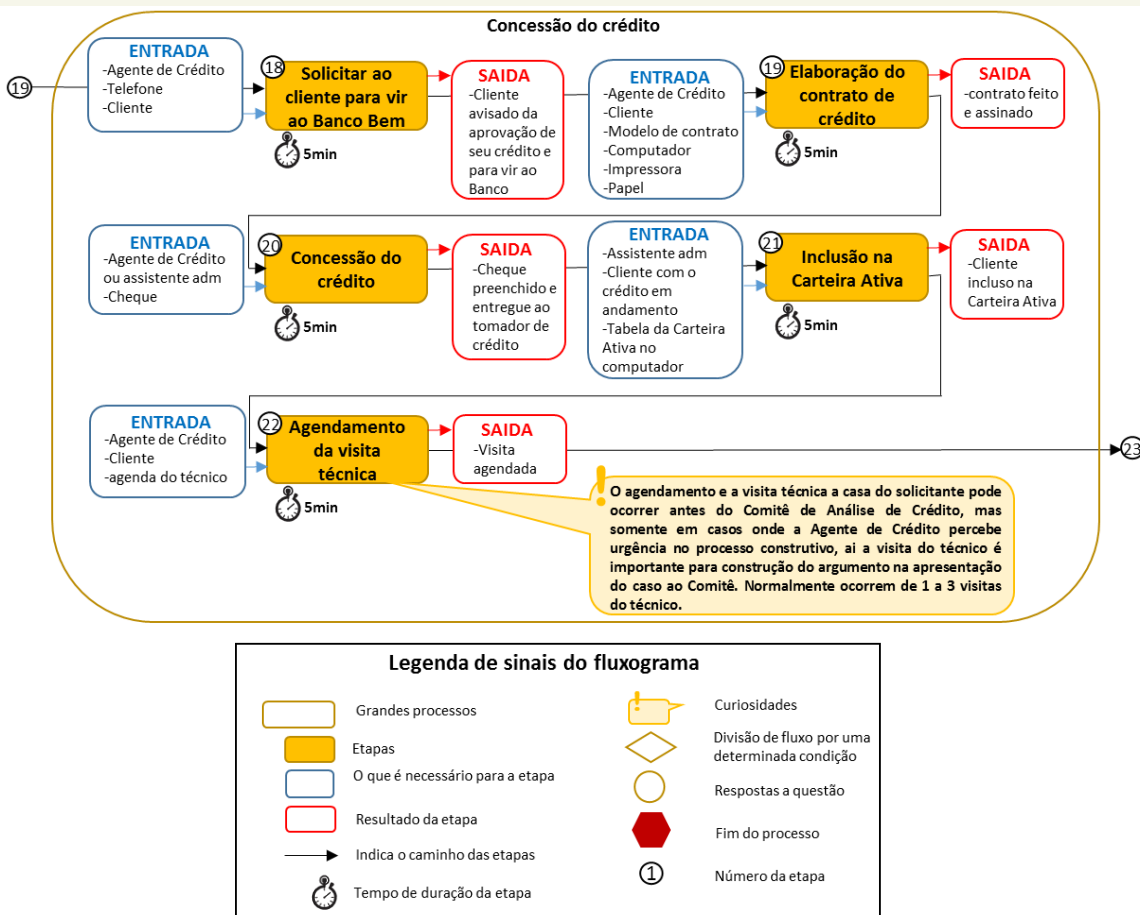 Concessão do crédito
19
ENTRADA
-Agente de Crédito
-Telefone
-Cliente
18
Solicitar ao
cliente para vir
ao Banco Bem
5min
SAIDA
-Cliente
avisado da
aprovação de
seu crédito e
para vir ao
Banco
ENTRADA
-Agente de Crédito
-Cliente
-Modelo de contrato
-Computador
-Impressora
-Papel
19
Elaboração do
contrato de
crédito
5min
SAIDA
-contrato feito
e assinado
ENTRADA
-Agente de Crédito
ou assistente adm
-Cheque
20
Concessão do
crédito
5min
SAIDA
-Cheque
preenchido e
entregue ao
tomador de
crédito
ENTRADA
-Assistente adm
-Cliente com o
crédito em
andamento
-Tabela da Carteira
Ativa no
computador
21
Inclusão na
Carteira Ativa
5min
SAIDA
-Cliente
incluso na
Carteira Ativa
ENTRADA
-Agente de Crédito
-Cliente
-agenda do técnico
22
Agendamento
da visita
técnica
5min
SAIDA
-Visita
agendada
23
!
O agendamento e a visita técnica a casa do solicitante pode
ocorrer antes do Comitê de Análise de Crédito, mas
somente em casos onde a Agente de Crédito percebe
urgência no processo construtivo, ai a visita do técnico é
importante para construção do argumento na apresentação
do caso ao Comitê. Normalmente ocorrem de 1 a 3 visitas
do técnico.
Legenda de sinais do fluxograma
Grandes processos
Etapas
O que é necessário para a etapa
Resultado da etapa
Indica o caminho das etapas
Tempo de duração da etapa
!
Curiosidades
Divisão de fluxo por uma
determinada condição
Respostas a questão
Fim do processo
1
Número da etapa